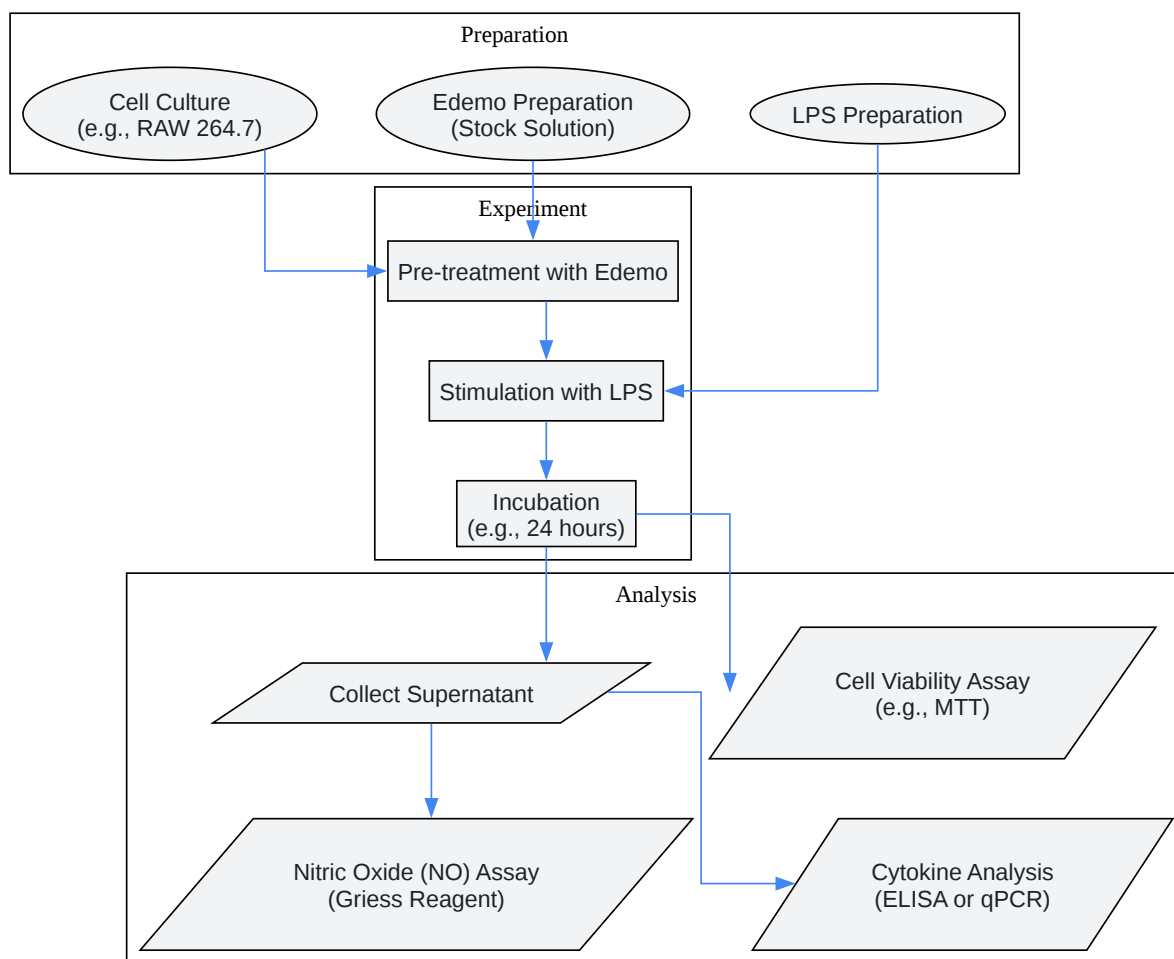 Preparation
Cell Culture
(e.g., RAW 264.7)
Edemo Preparation
(Stock Solution)
LPS Preparation
Experiment
Pre-treatment with Edemo
Stimulation with LPS
Incubation
(e.g., 24 hours)
Analysis
Collect Supernatant
Cell Viability Assay
(e.g., MTT)
Nitric Oxide (NO) Assay
(Griess Reagent)
Cytokine Analysis
(ELISA or qPCR)